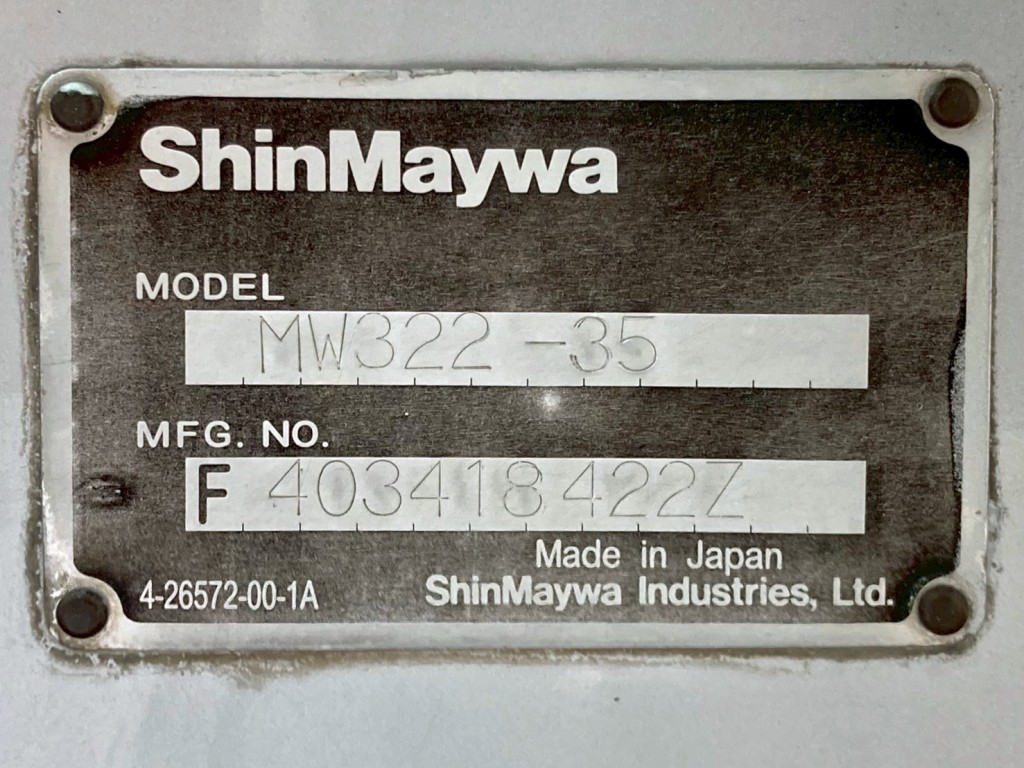 ShinMaywa
MODEL
MW322-35
MFG. NO.
F 403418422Z
Made in Japan
4-26572-00-1A ShinMaywa Industries, Ltd.